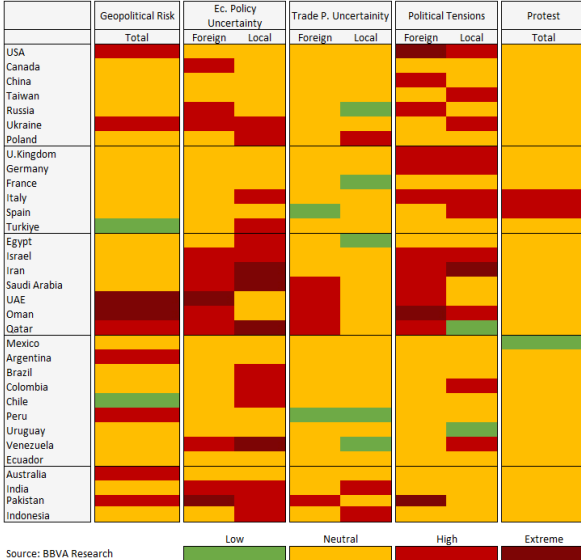 Geopolitical Risk Ec. Policy Uncertainty Trade P. Uncertainity Political Tensions Protest
Total Foreign Local Foreign Local Foreign Local Total
USA
Canada
China
Taiwan
Russia
Ukraine
Poland
U.Kingdom
Germany
France
Italy
Spain
Turkiye
Egypt
Israel
Iran
Saudi Arabia
UAE
Oman
Qatar
Mexico
Argentina
Brazil
Colombia
Chile
Peru
Uruguay
Venezuela
Ecuador
Australia
India
Pakistan
Indonesia
Low Neutral High Extreme
Source: BBVA Research